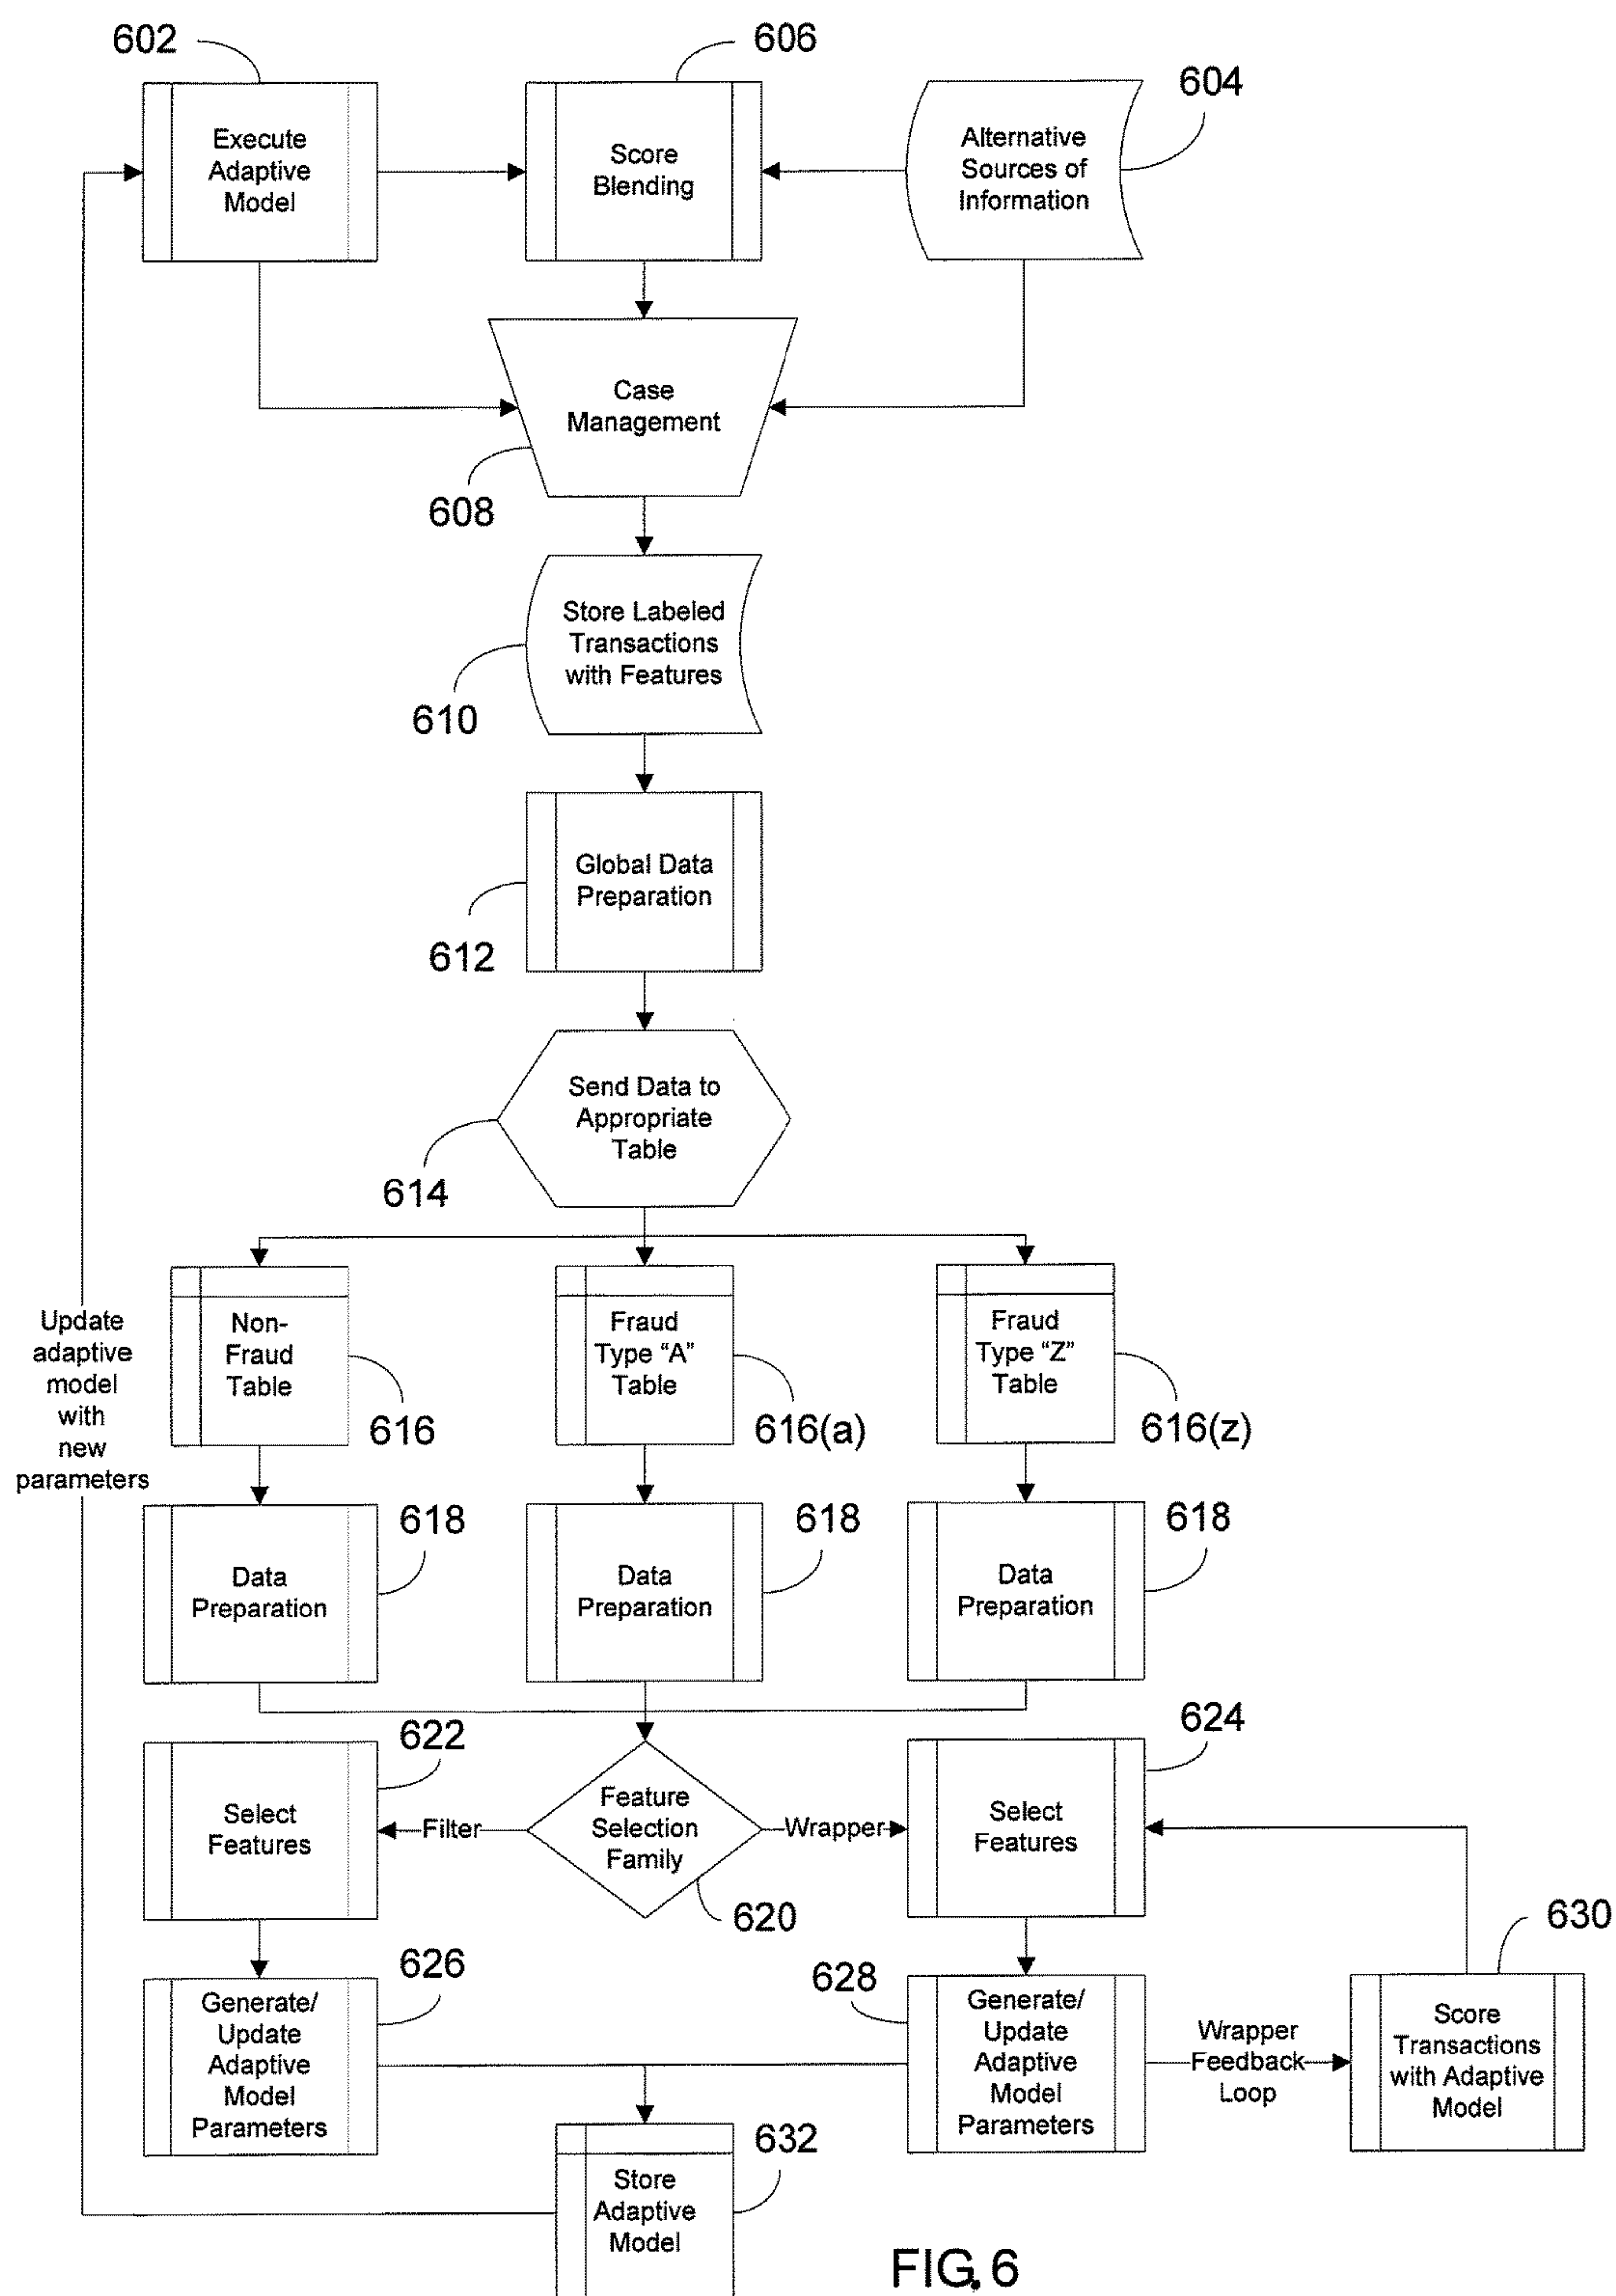 602
606
604
Execute
Adaptive
Model
Score
Blending
Alternative
Sources of
Information
Case
Management
608
Store Labeled
Transactions
with Features
610
Global Data
Preparation
612
Send Data to
Appropriate
Table
614
Update
adaptive
model
with
new
parameters
Non-
Fraud
Table
616
Fraud
Type “A”
Table
616(a)
Fraud
Type “Z”
Table
616(z)
Data
Preparation
618
Data
Preparation
618
Data
Preparation
618
622
Select
Features
Filter
Feature
Selection
Family
620
Wrapper
624
Select
Features
626
Generate/
Update
Adaptive
Model
Parameters
628
Generate/
Update
Adaptive
Model
Parameters
Wrapper
Feedback
Loop
630
Score
Transactions
with Adaptive
Model
632
Store
Adaptive
Model
FIG. 6